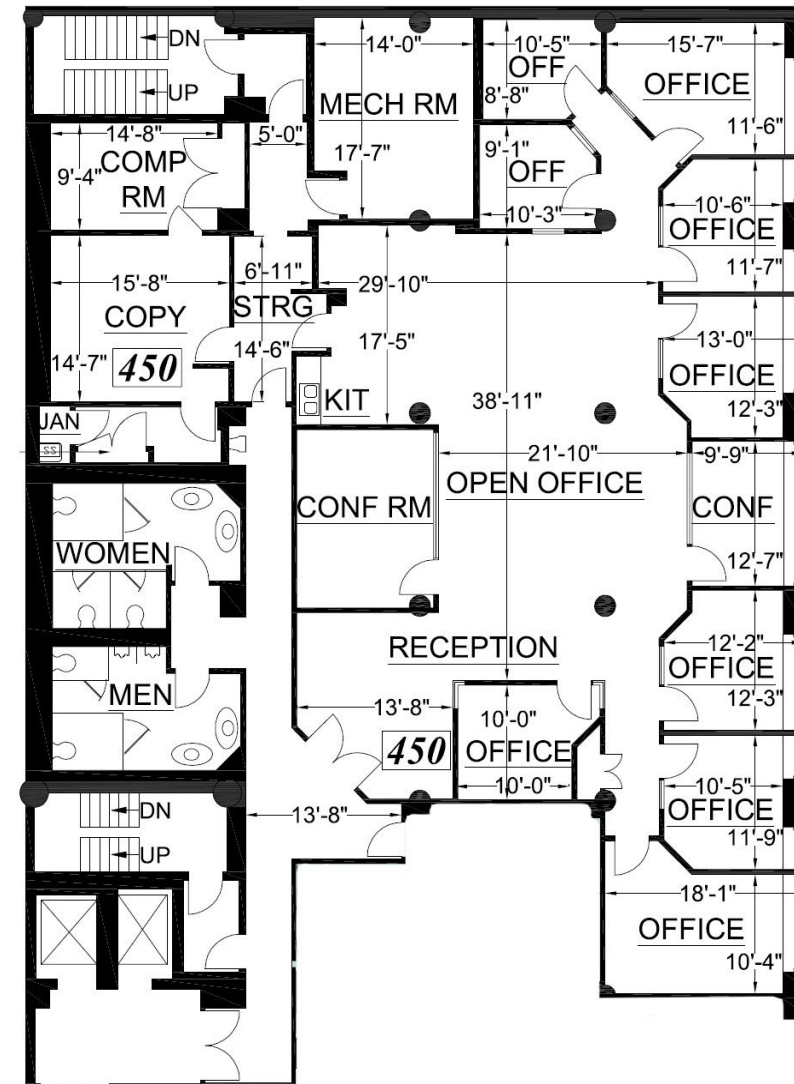 DN
UP
14'-0"
MECH RM
17'-7"
10'-5"
OFF
8'-8"
15'-7"
OFFICE
11'-6"
14'-8"
COMP
RM
9'-4"
5'-0"
9'-1"
OFF
10'-3"
10'-6"
OFFICE
11'-7"
15'-8"
COPY
14'-7"
450
6'-11"
STRG
14'-6"
29'-10"
17'-5"
KIT
38'-11"
13'-0"
OFFICE
12'-3"
JAN
21'-10"
OPEN OFFICE
CONF RM
9'-9"
CONF
12'-7"
WOMEN
MEN
RECEPTION
13'-8"
450
10'-0"
OFFICE
10'-0"
12'-2"
OFFICE
12'-3"
10'-5"
OFFICE
11'-9"
DN
UP
13'-8"
18'-1"
OFFICE
10'-4"